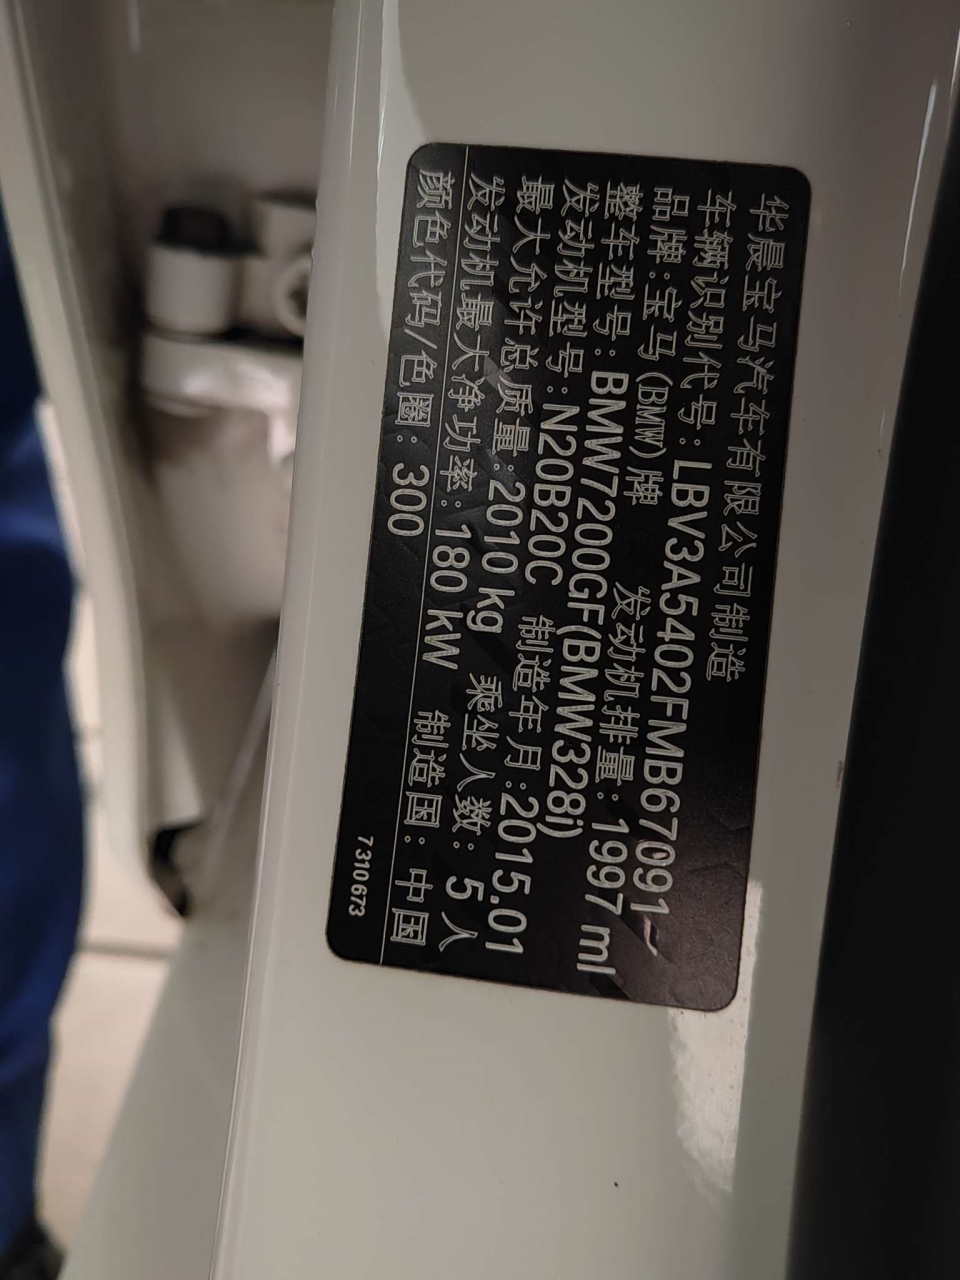 华晨宝马汽车有限公司制造
车辆识别代号:LBV3A5402FMB67091
品牌:宝马(BMW)牌 发动机排量:1997 ml
整车型号:BMW7200GF(BMW328i)
发动机型号:N20B20C 制造年月:2015.01
最大允许总质量:2010 kg 乘坐人数:5人
发动机最大净功率:180 kW 制造国:中国
颜色代码/色圈:300
7310673